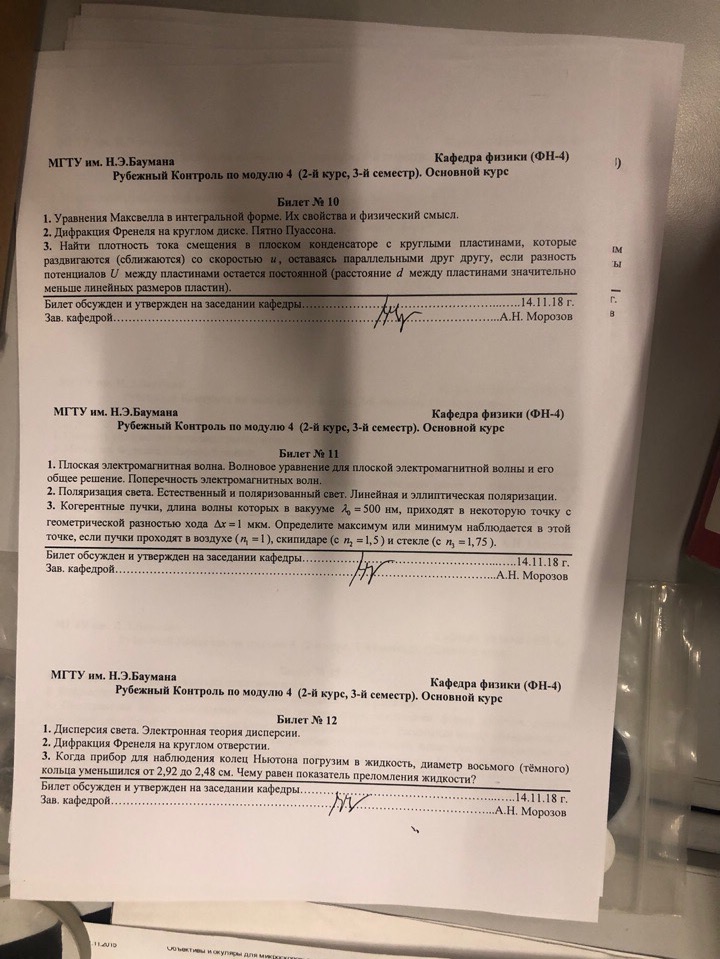 МГТУ им. Н.Э.Баумана Кафедра физики (ФН-4)
Рубежный Контроль по модулю 4 (2-й курс, 3-й семестр). Основной курс
Билет № 10
1. Уравнения Максвелла в интегральной форме. Их свойства и физический смысл.
2. Дифракция Френеля на круглом диске. Пятно Пуассона.
3. Найти плотность тока смещения в плоском конденсаторе с круглыми пластинами, которые
раздвигаются (сближаются) со скоростью u, оставаясь параллельными друг другу, если разность
потенциалов U между пластинами остается постоянной (расстояние d между пластинами значительно
меньше линейных размеров пластин).
Билет обсужден и утвержден на заседании кафедры……………………………………14.11.18 г.
Зав. кафедрой……………………………………………………………………..А.Н. Морозов
МГТУ им. Н.Э.Баумана Кафедра физики (ФН-4)
Рубежный Контроль по модулю 4 (2-й курс, 3-й семестр). Основной курс
Билет № 11
1. Плоская электромагнитная волна. Волновое уравнение для плоской электромагнитной волны и его
общее решение. Поперечность электромагнитных волн.
2. Поляризация света. Естественный и поляризованный свет. Линейная и эллиптическая поляризации.
3. Когерентные пучки, длина волны которых в вакууме λ₀ = 500 нм, приходят в некоторую точку с
геометрической разностью хода Δx = 1 мкм. Определите максимум или минимум наблюдается в этой
точке, если пучки проходят в воздухе (n₁ = 1), скипидаре (с n₂ = 1,5) и стекле (с n₃ = 1,75).
Билет обсужден и утвержден на заседании кафедры……………………………………14.11.18 г.
Зав. кафедрой……………………………………………………………………..А.Н. Морозов
МГТУ им. Н.Э.Баумана Кафедра физики (ФН-4)
Рубежный Контроль по модулю 4 (2-й курс, 3-й семестр). Основной курс
Билет № 12
1. Дисперсия света. Электронная теория дисперсии.
2. Дифракция Френеля на круглом отверстии.
3. Когда прибор для наблюдения колец Ньютона погрузим в жидкость, диаметр восьмого (тёмного)
кольца уменьшился от 2,92 до 2,48 см. Чему равен показатель преломления жидкости?
Билет обсужден и утвержден на заседании кафедры……………………………………14.11.18 г.
Зав. кафедрой……………………………………………………………………..А.Н. Морозов
Объективы и окуляры для